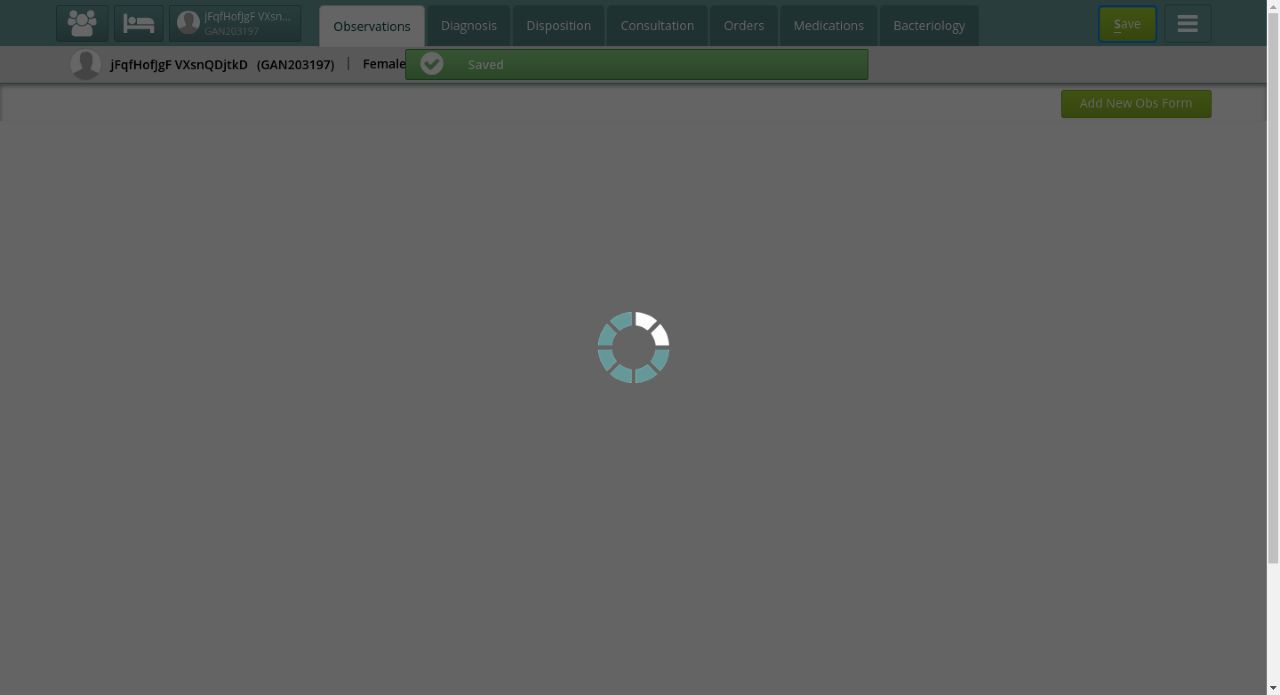 jFqfHofJgF VXsn...
GAN203197
Observations
Diagnosis
Disposition
Consultation
Orders
Medications
Bacteriology
Save
jFqfHofJgF VXsnQDjtkD (GAN203197) | Female
Saved
Add New Obs Form